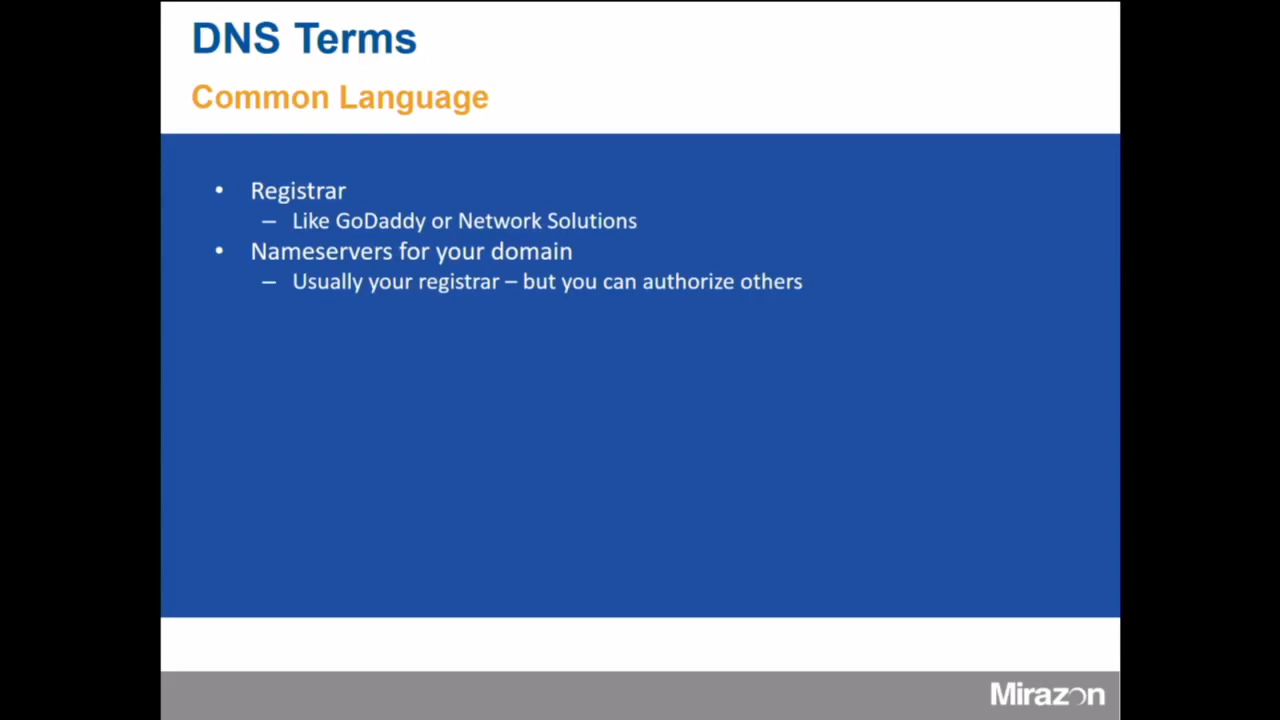 DNS Terms
Common Language
• Registrar
– Like GoDaddy or Network Solutions
• Nameservers for your domain
– Usually your registrar – but you can authorize others
Mirazon